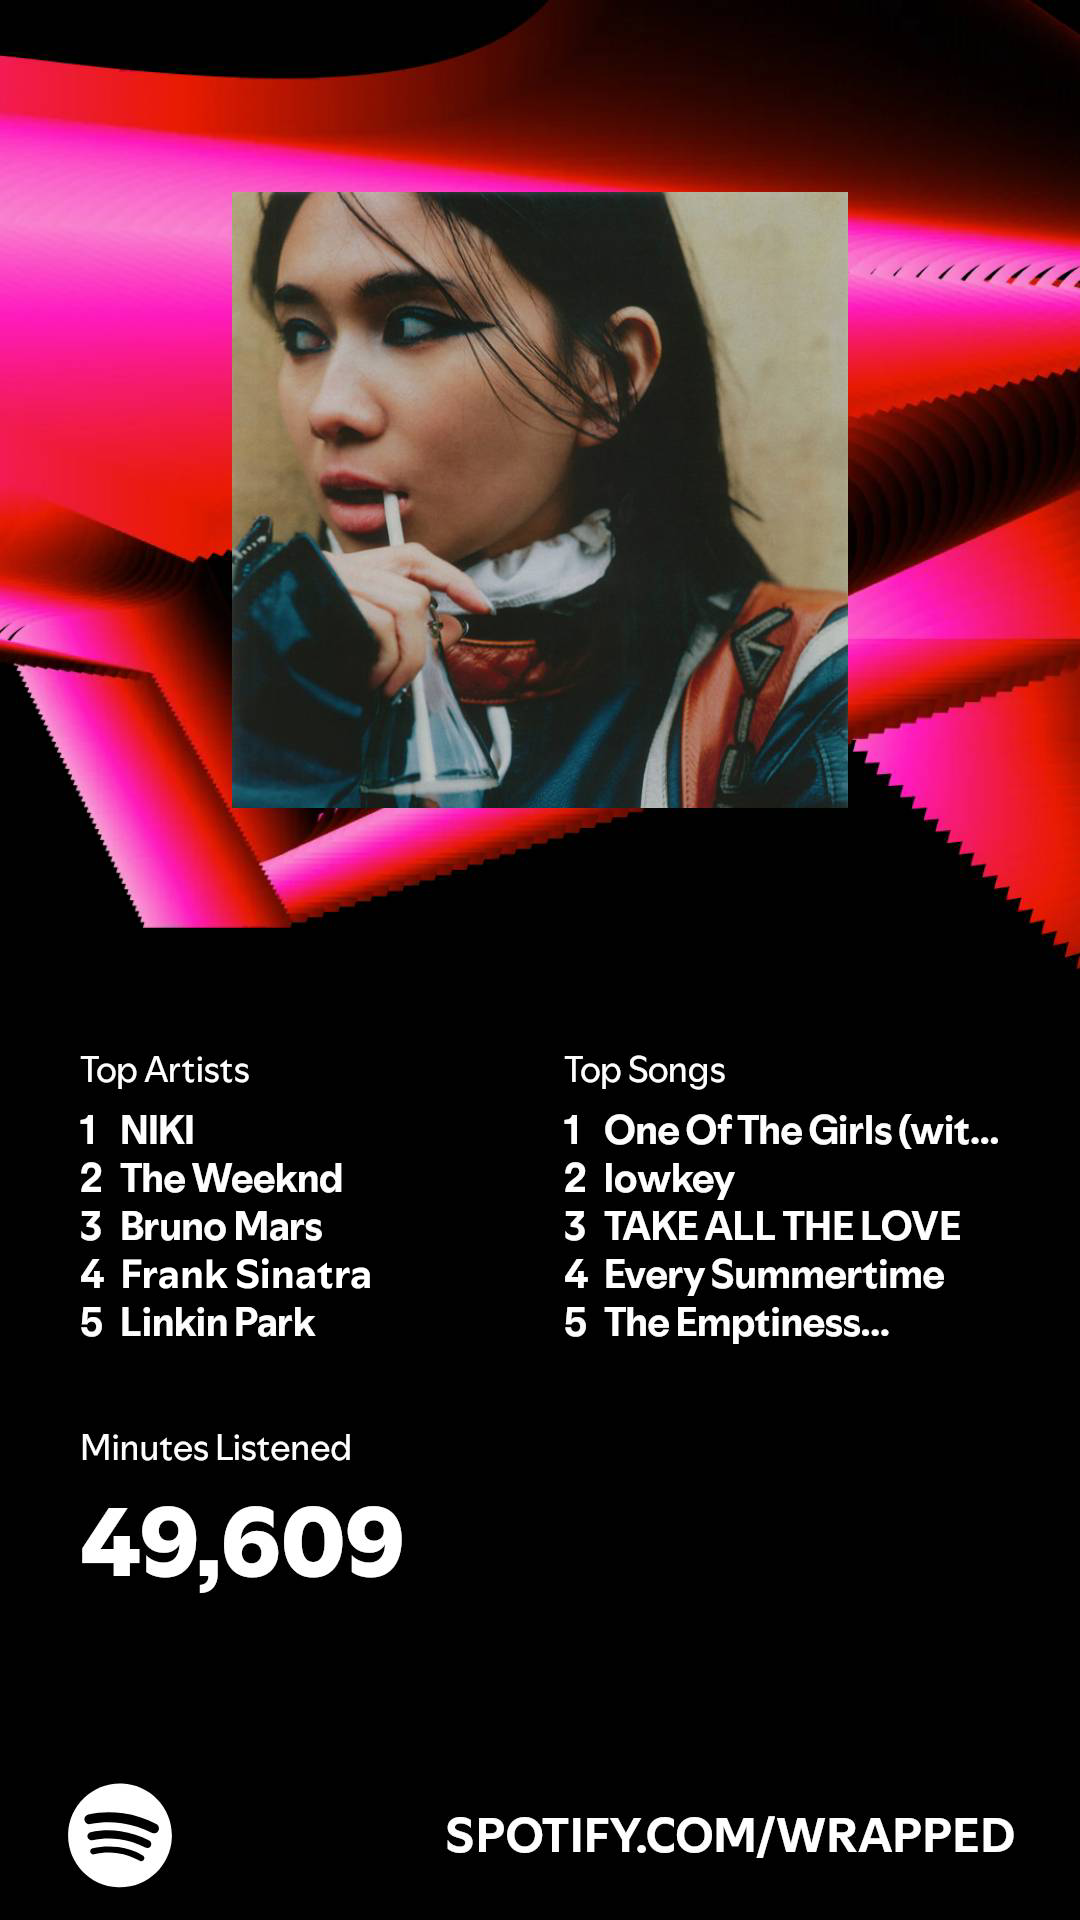 Top Artists
1 NIKI
2 The Weeknd
3 Bruno Mars
4 Frank Sinatra
5 Linkin Park
Top Songs
1 One Of The Girls (wit...
2 lowkey
3 TAKE ALL THE LOVE
4 Every Summertime
5 The Emptiness...
Minutes Listened
49,609
SPOTIFY.COM/WRAPPED